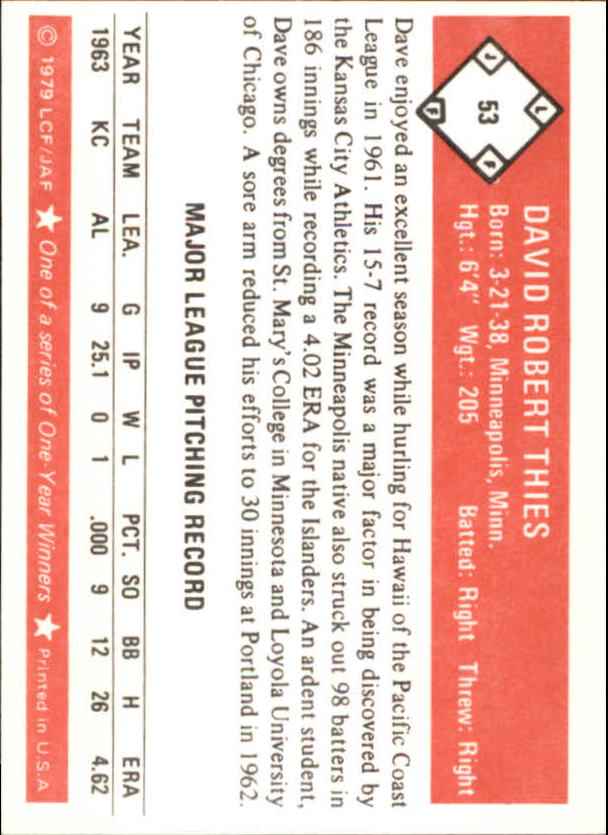 53
J
L
F
F
DAVID ROBERT THIES
Born: 3-21-38, Minneapolis, Minn.
Hgt.: 6'4" Wgt.: 205 Batted: Right Threw: Right
Dave enjoyed an excellent season while hurling for Hawaii of the Pacific Coast
League in 1961. His 15-7 record was a major factor in being discovered by
the Kansas City Athletics. The Minneapolis native also struck out 98 batters in
186 innings while recording a 4.02 ERA for the Islanders. An ardent student,
Dave owns degrees from St. Mary's College in Minnesota and Loyola University
of Chicago. A sore arm reduced his efforts to 30 innings at Portland in 1962.
MAJOR LEAGUE PITCHING RECORD
YEAR TEAM LEA. G IP W L PCT. SO BB H ERA
1963 KC AL 9 25.1 0 1 .000 9 12 26 4.62
© 1979 LCF/JAF ★ One of a series of One-Year Winners ★ Printed in U.S.A